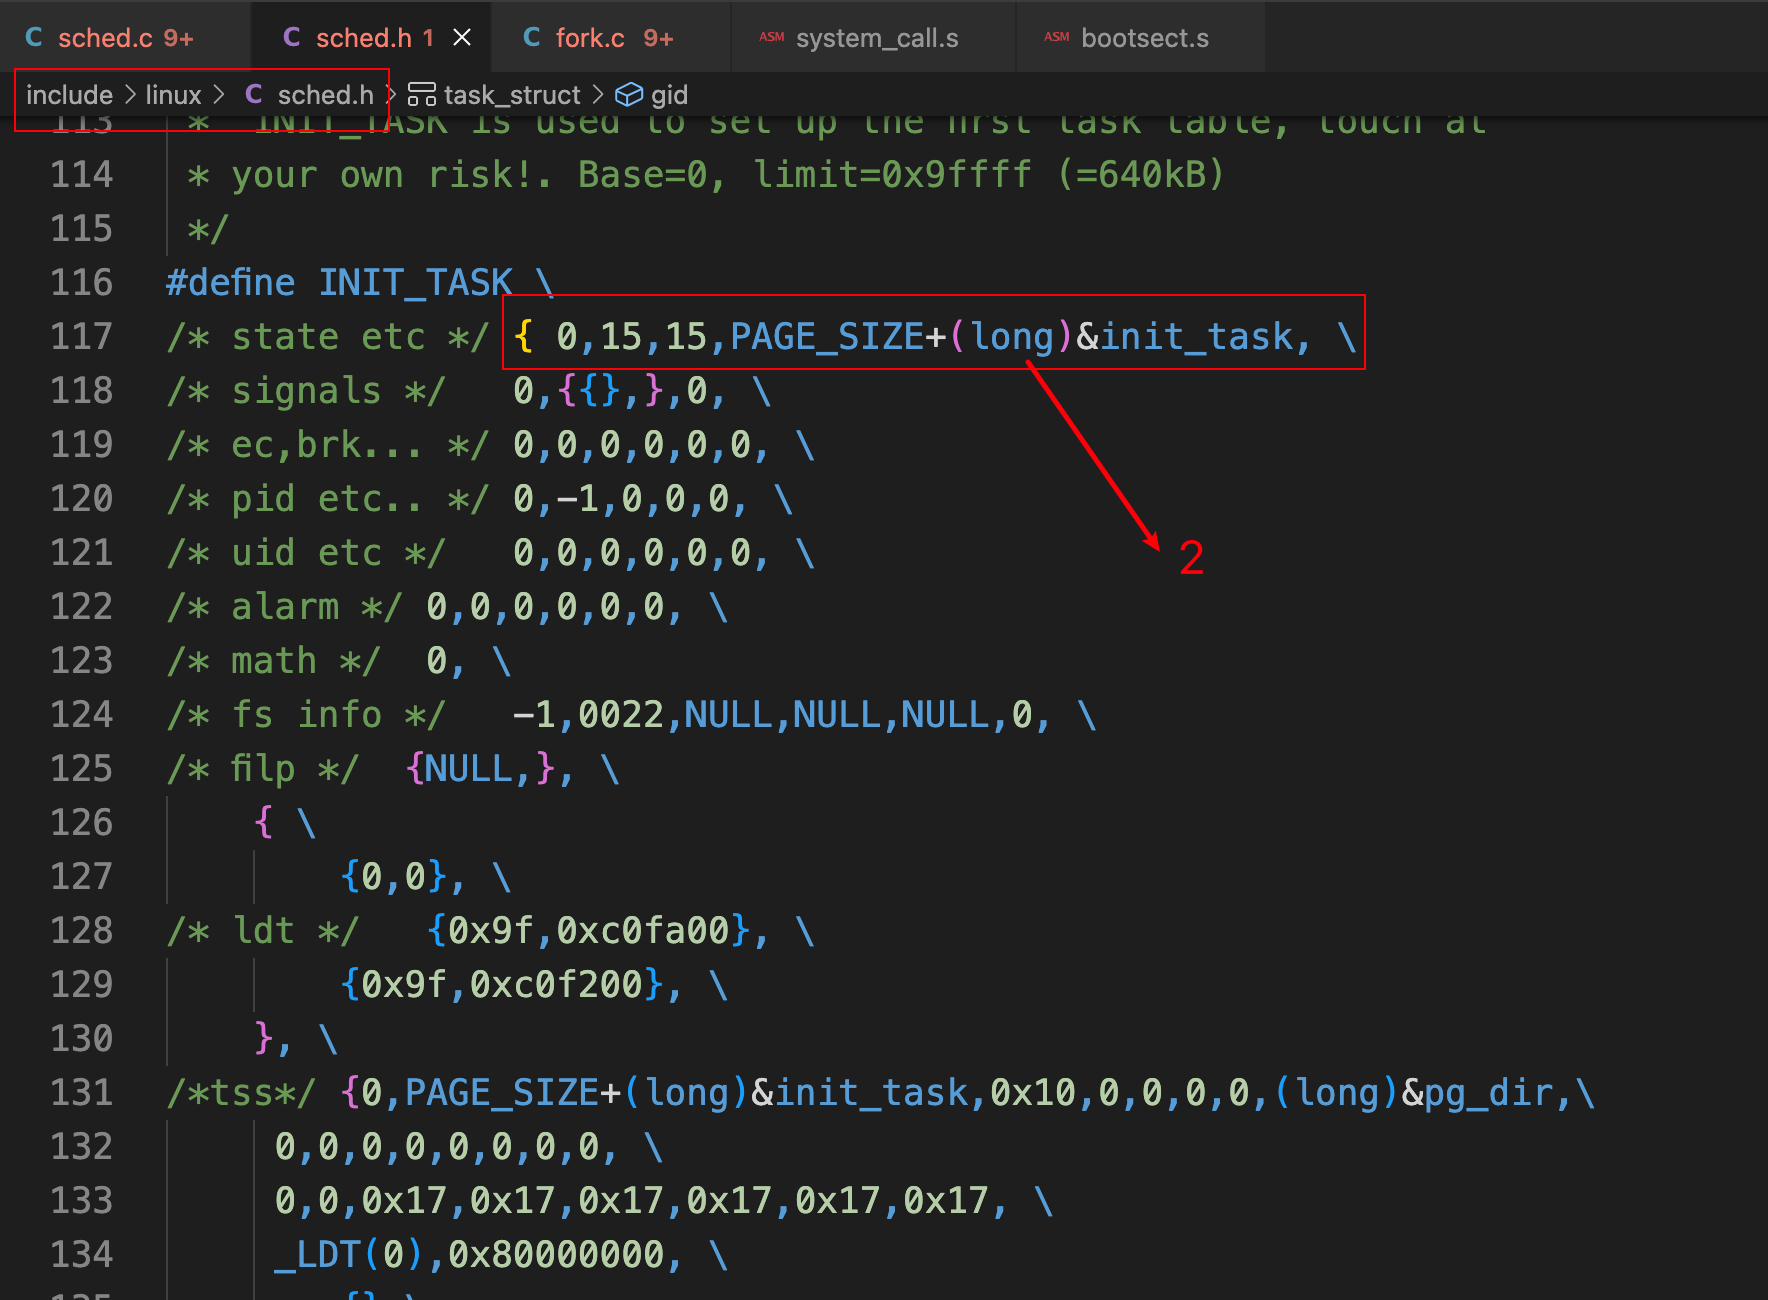 C sched.c 9+ C sched.h 1 × C fork.c 9+ ASM system_call.s ASM bootsect.s
include > linux > C sched.h > task_struct > gid
113 * INIT_TASK is used to set up the first task table, touch at
114 * your own risk!. Base=0, limit=0x9ffff (=640kB)
115 */
116 #define INIT_TASK \
117 /* state etc */ { 0,15,15,PAGE_SIZE+(long)&init_task, \
118 /* signals */ 0,{{},},0, \
119 /* ec,brk... */ 0,0,0,0,0,0, \
120 /* pid etc.. */ 0,-1,0,0,0, \
121 /* uid etc */ 0,0,0,0,0,0, \
2
122 /* alarm */ 0,0,0,0,0,0, \
123 /* math */ 0, \
124 /* fs info */ -1,0022,NULL,NULL,NULL,0, \
125 /* filp */ {NULL,}, \
126 { \
127 {0,0}, \
128 /* ldt */ {0x9f,0xc0fa00}, \
129 {0x9f,0xc0f200}, \
130 }, \
131 /*tss*/ {0,PAGE_SIZE+(long)&init_task,0x10,0,0,0,0,(long)&pg_dir,\
132 0,0,0,0,0,0,0,0, \
133 0,0,0x17,0x17,0x17,0x17,0x17,0x17, \
134 _LDT(0),0x80000000, \
135 {} \